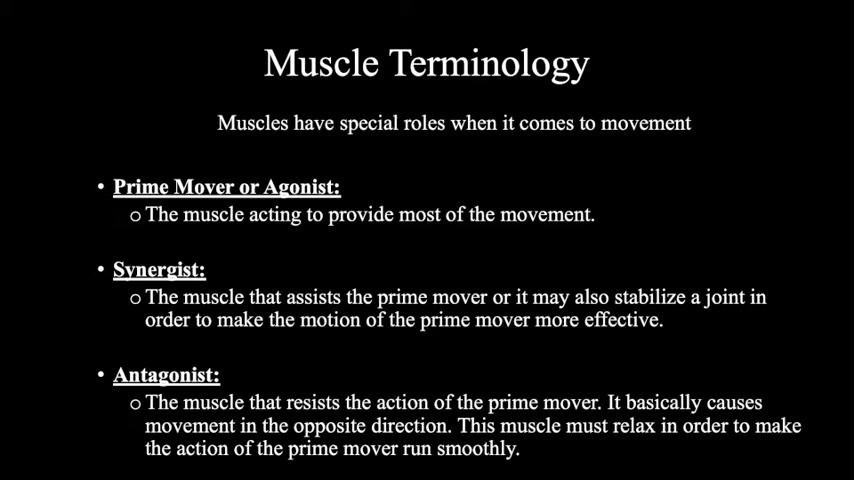 Muscle Terminology
Muscles have special roles when it comes to movement
• Prime Mover or Agonist:
o The muscle acting to provide most of the movement.
• Synergist:
o The muscle that assists the prime mover or it may also stabilize a joint in
order to make the motion of the prime mover more effective.
• Antagonist:
o The muscle that resists the action of the prime mover. It basically causes
movement in the opposite direction. This muscle must relax in order to make
the action of the prime mover run smoothly.